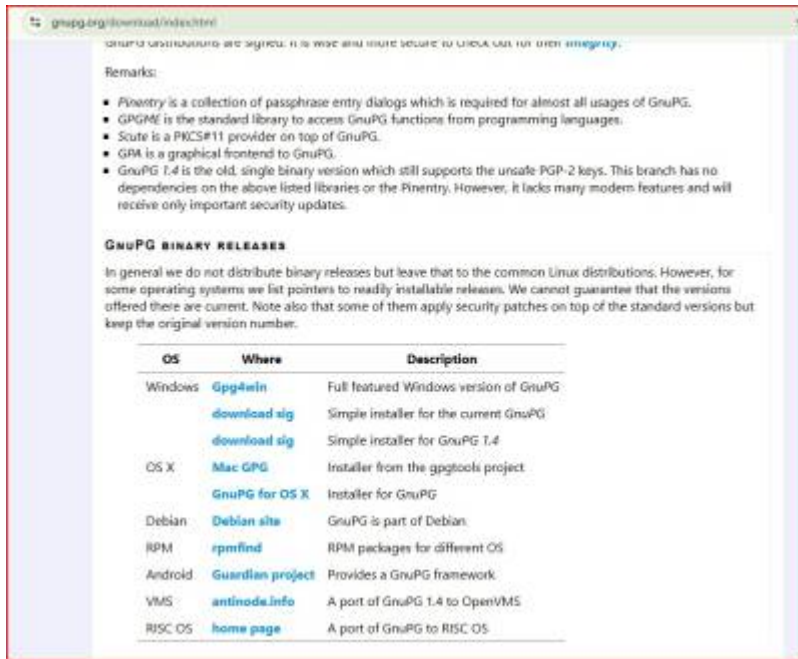 gnupg.org/download/index.html
GnuPG distributions are signed. It is wise and more secure to check out for their integrity.
Remarks:
Pinentry is a collection of passphrase entry dialogs which is required for almost all usages of GnuPG.
GPGME is the standard library to access GnuPG functions from programming languages.
Scute is a PKCS#11 provider on top of GnuPG.
GPA is a graphical frontend to GnuPG.
GnuPG 1.4 is the old, single binary version which still supports the unsafe PGP-2 keys. This branch has no
dependencies on the above listed libraries or the Pinentry. However, it lacks many modern features and will
receive only important security updates.
GNUPG BINARY RELEASES
In general we do not distribute binary releases but leave that to the common Linux distributions. However, for
some operating systems we list pointers to readily installable releases. We cannot guarantee that the versions
offered there are current. Note also that some of them apply security patches on top of the standard versions but
keep the original version number.
OS Where Description
Windows Gpg4win Full featured Windows version of GnuPG
download sig Simple installer for the current GnuPG
download sig Simple installer for GnuPG 1.4
OS X Mac GPG Installer from the gpgtools project
GnuPG for OS X Installer for GnuPG
Debian Debian site GnuPG is part of Debian
RPM rpmfind RPM packages for different OS
Android Guardian project Provides a GnuPG framework
VMS antinode.info A port of GnuPG 1.4 to OpenVMS
RISC OS home page A port of GnuPG to RISC OS